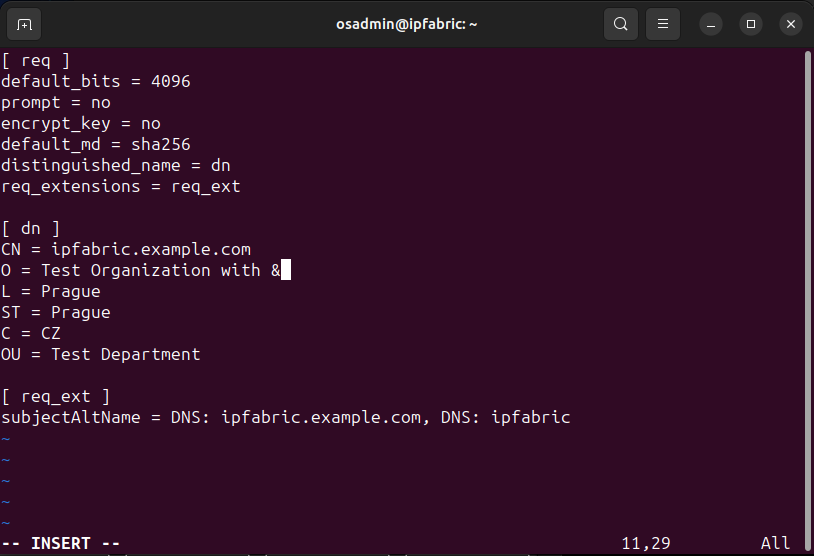 osadmin@ipfabric: ~
[ req ]
default_bits = 4096
prompt = no
encrypt_key = no
default_md = sha256
distinguished_name = dn
req_extensions = req_ext
[ dn ]
CN = ipfabric.example.com
O = Test Organization with &
L = Prague
ST = Prague
C = CZ
OU = Test Department
[ req_ext ]
subjectAltName = DNS: ipfabric.example.com, DNS: ipfabric
~
~
~
~
~
-- INSERT -- 11,29 All